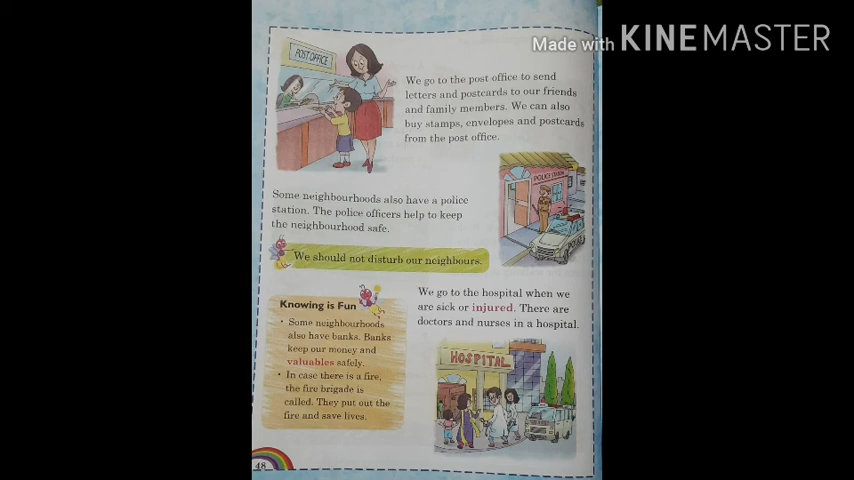 Made with KINEMASTER
POST OFFICE
We go to the post office to send
letters and postcards to our friends
and family members. We can also
buy stamps, envelopes and postcards
from the post office.
POLICE STATION
POLICE
Some neighbourhoods also have a police
station. The police officers help to keep
the neighbourhood safe.
We should not disturb our neighbours.
We go to the hospital when we
are sick or injured. There are
doctors and nurses in a hospital.
Knowing is Fun
• Some neighbourhoods
also have banks. Banks
keep our money and
valuables safely.
• In case there is a fire,
the fire brigade is
called. They put out the
fire and save lives.
HOSPITAL
48